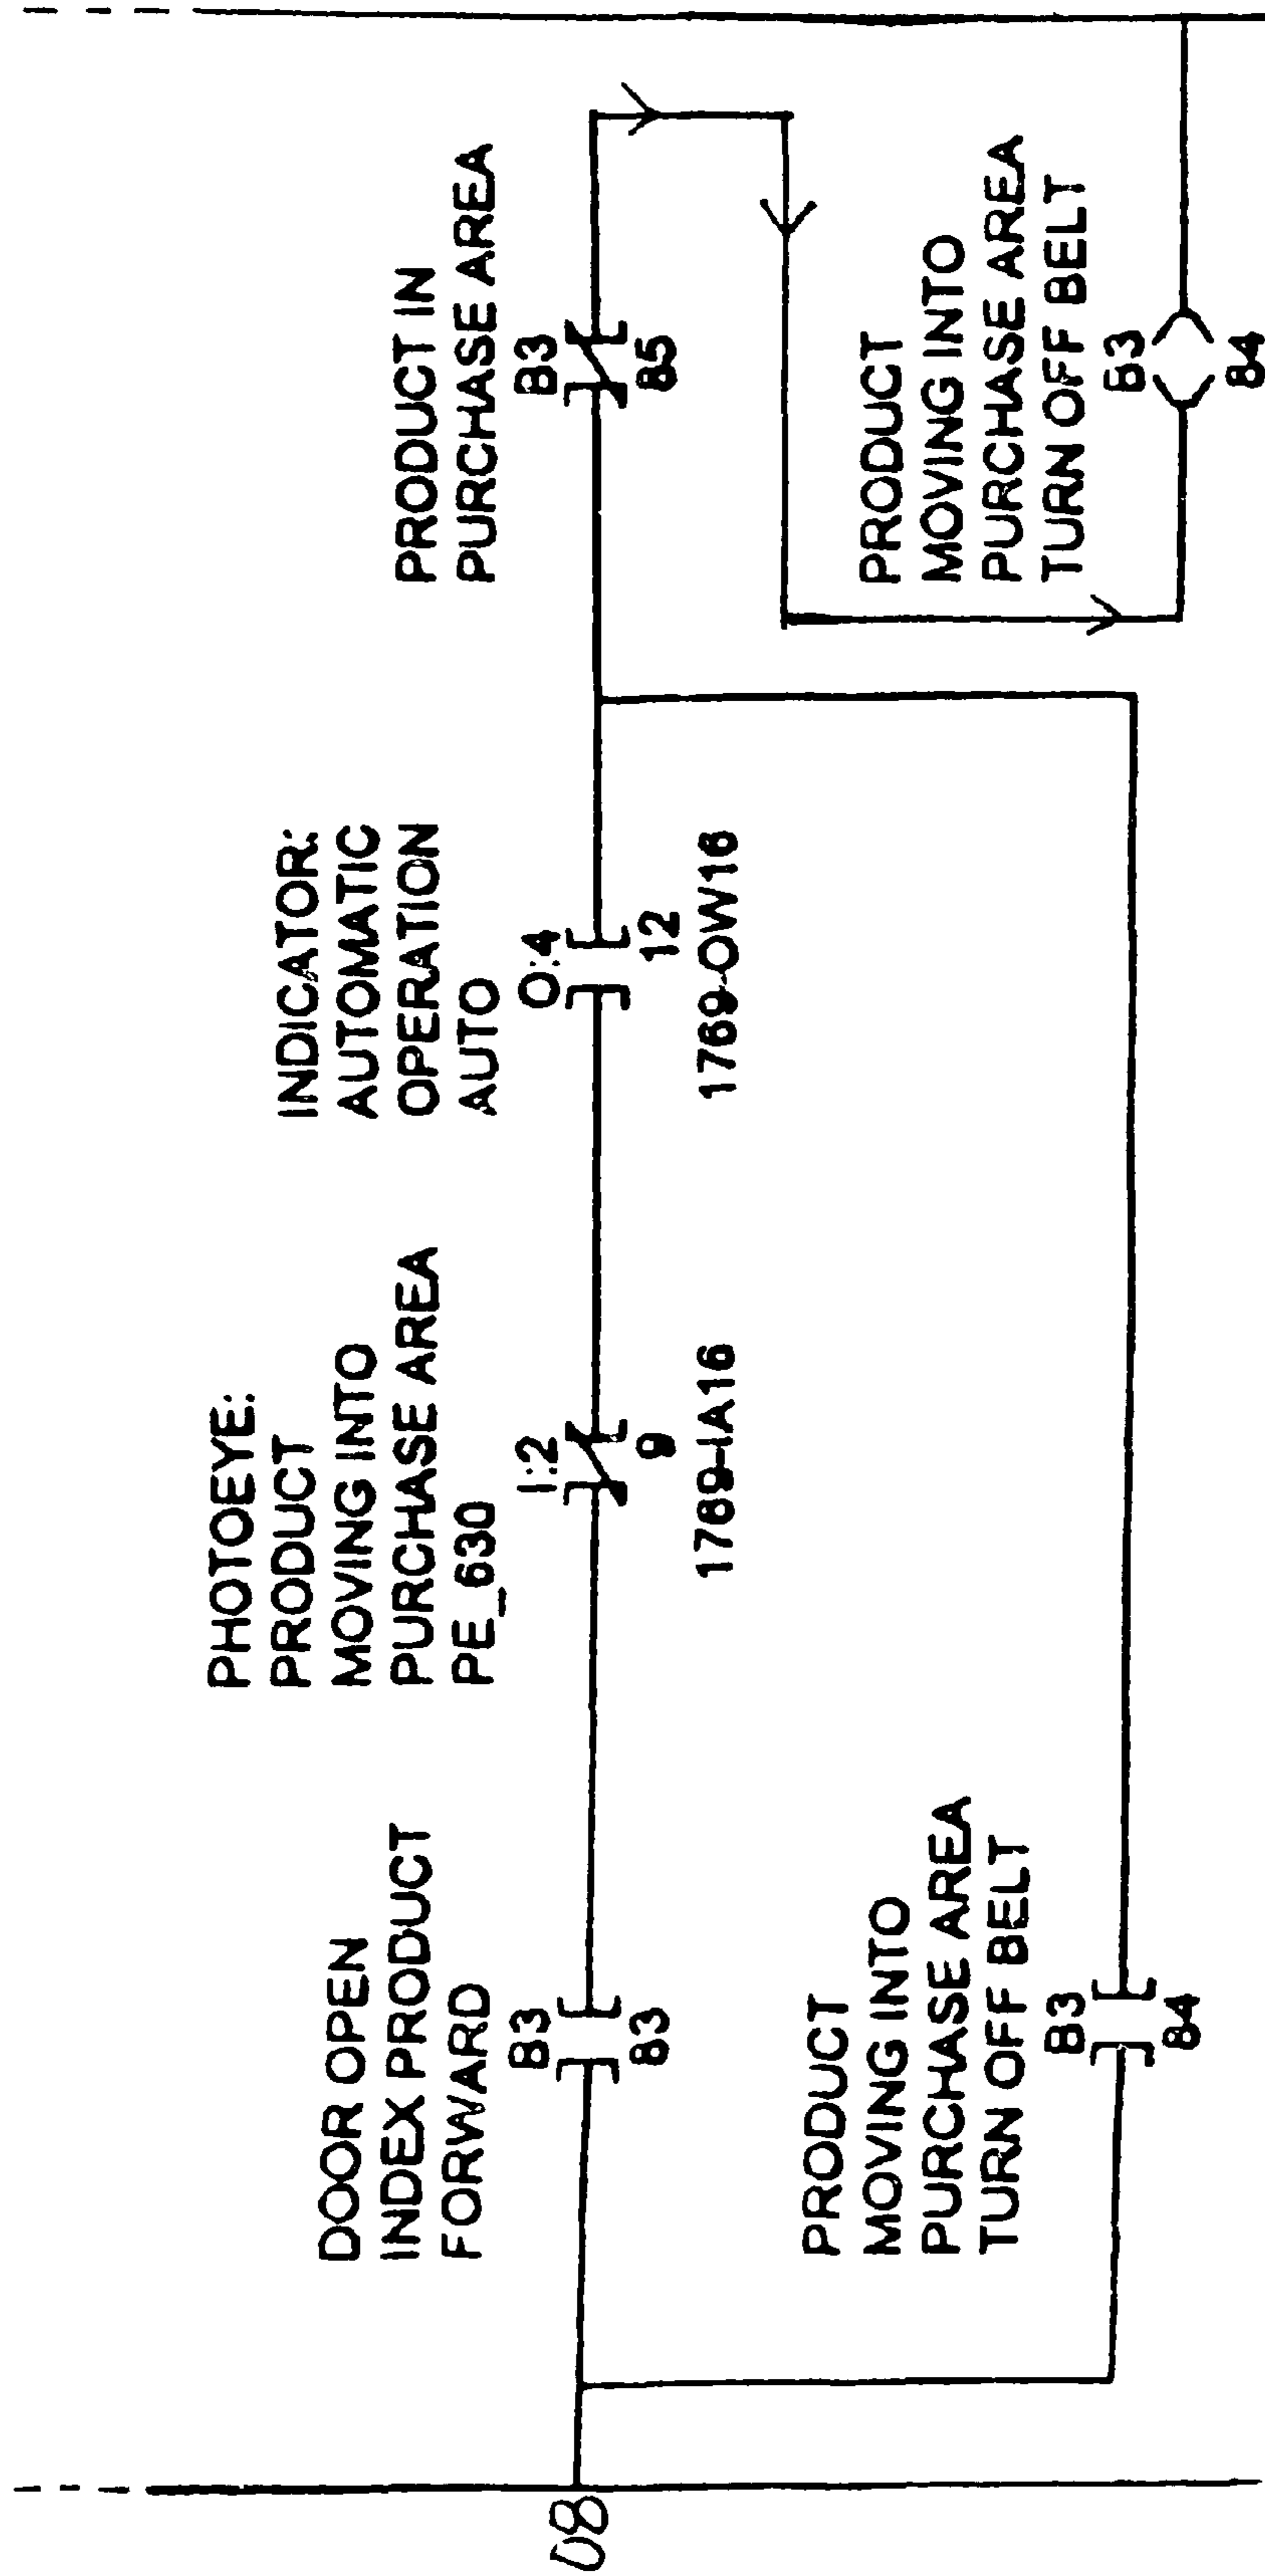 08
DOOR OPEN
INDEX PRODUCT
FORWARD
B3
83
PHOTOEYE:
PRODUCT
MOVING INTO
PURCHASE AREA
PE_630
I:2
9
1769-IA16
INDICATOR:
AUTOMATIC
OPERATION
AUTO
O:4
12
1769-OW16
PRODUCT IN
PURCHASE AREA
B3
85
PRODUCT
MOVING INTO
PURCHASE AREA
TURN OFF BELT
B3
84
PRODUCT
MOVING INTO
PURCHASE AREA
TURN OFF BELT
B3
84